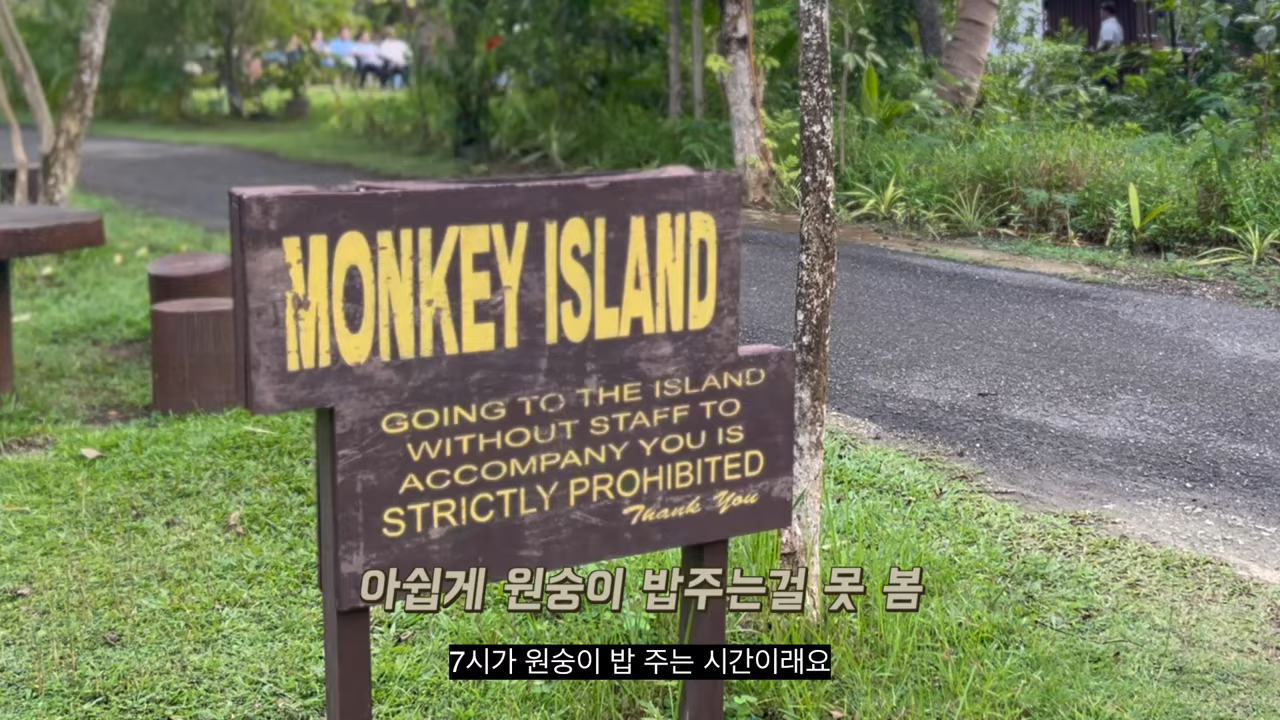 MONKEY ISLAND
GOING TO THE ISLAND
WITHOUT STAFF TO
ACCOMPANY YOU IS
STRICTLY PROHIBITED
Thank You
아쉽게 원숭이 밥주는걸 못 봄
7시가 원숭이 밥 주는 시간이래요